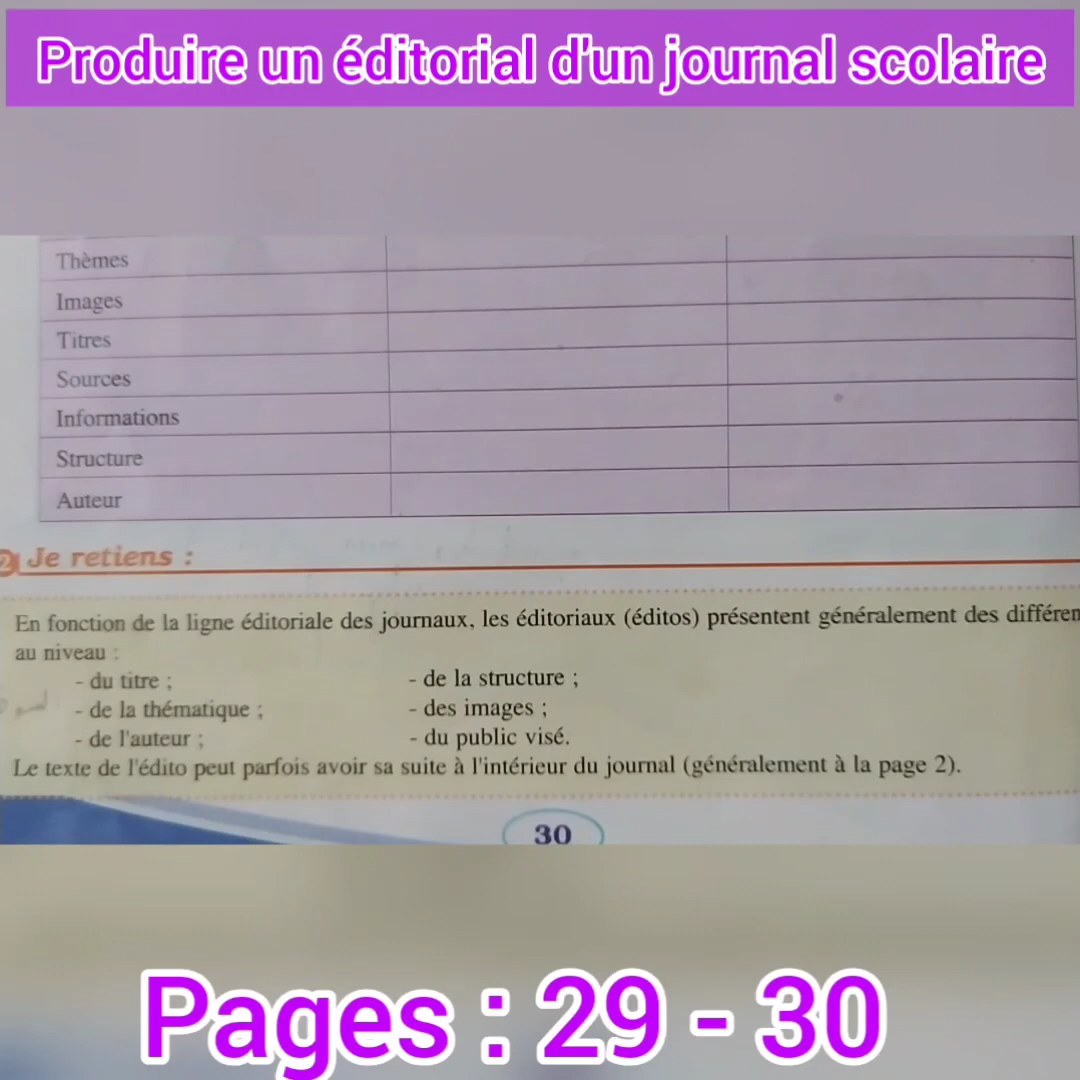 Produire un éditorial d'un journal scolaire
Thèmes
Images
Titres
Sources
Informations
Structure
Auteur
2 Je retiens :
En fonction de la ligne éditoriale des journaux, les éditoriaux (éditos) présentent généralement des différen
au niveau :
- du titre ;
- de la structure ;
- de la thématique ;
- des images ;
- de l'auteur ;
- du public visé.
Le texte de l'édito peut parfois avoir sa suite à l'intérieur du journal (généralement à la page 2).
30
Pages : 29 - 30